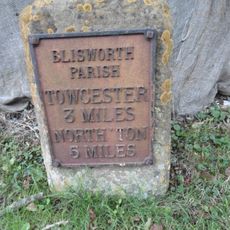 BLISWORTH
PARISH
TOWCESTER
3 MILES
NORTH TON
5 MILES